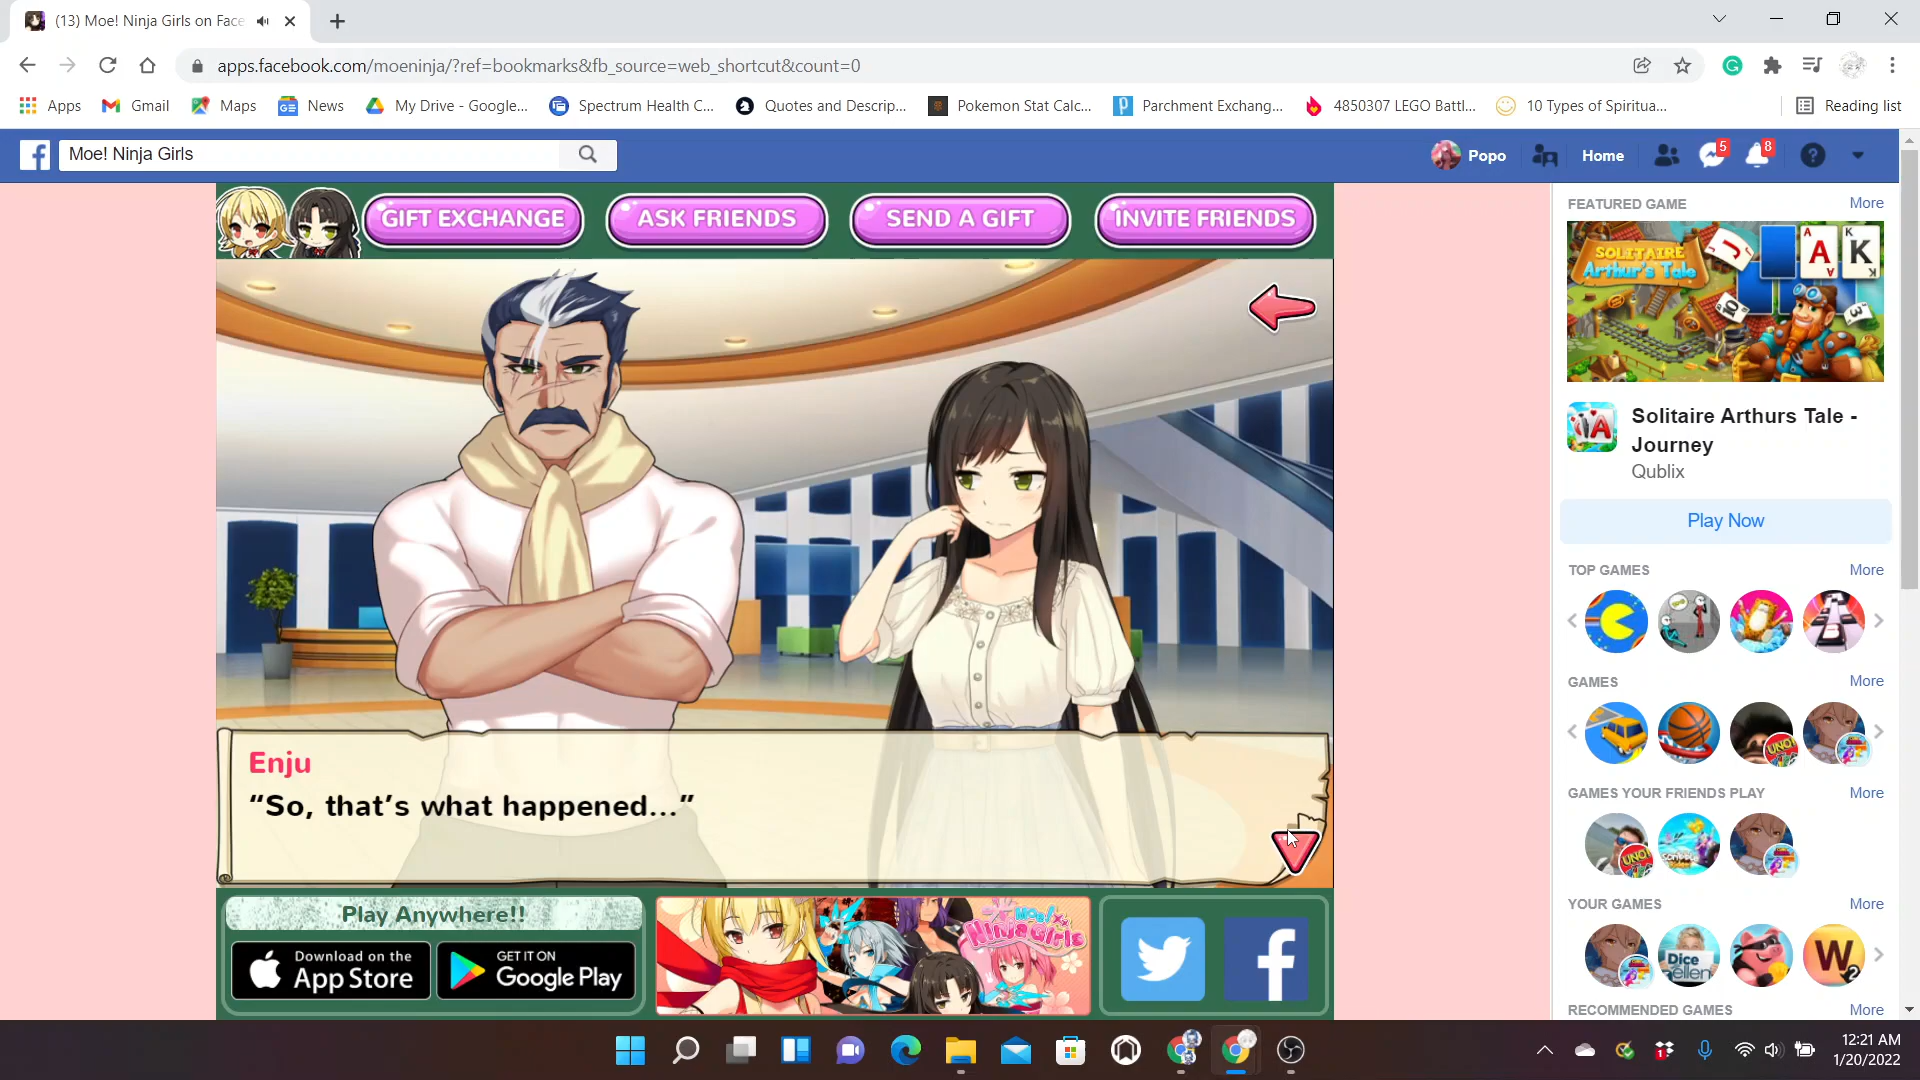 (13) Moe! Ninja Girls on Face
apps.facebook.com/moeninja/?ref=bookmarks&fb_source=web_shortcut&count=0
Apps
Gmail
Maps
News
My Drive - Google...
Spectrum Health C...
Quotes and Descrip...
Pokemon Stat Calc...
Parchment Exchang...
4850307 LEGO Battl...
10 Types of Spiritua...
Reading list
Moe! Ninja Girls
Popo
Home
5
8
GIFT EXCHANGE
ASK FRIENDS
SEND A GIFT
INVITE FRIENDS
FEATURED GAME
More
SOLITAIRE
Arthur's Tale
Solitaire Arthurs Tale -
Journey
Qublix
Play Now
TOP GAMES
More
GAMES
More
GAMES YOUR FRIENDS PLAY
More
YOUR GAMES
More
RECOMMENDED GAMES
More
Enju
“So, that’s what happened...”
Play Anywhere!!
Download on the
App Store
GET IT ON
Google Play
Moe!
Ninja Girls
12:21 AM
1/20/2022